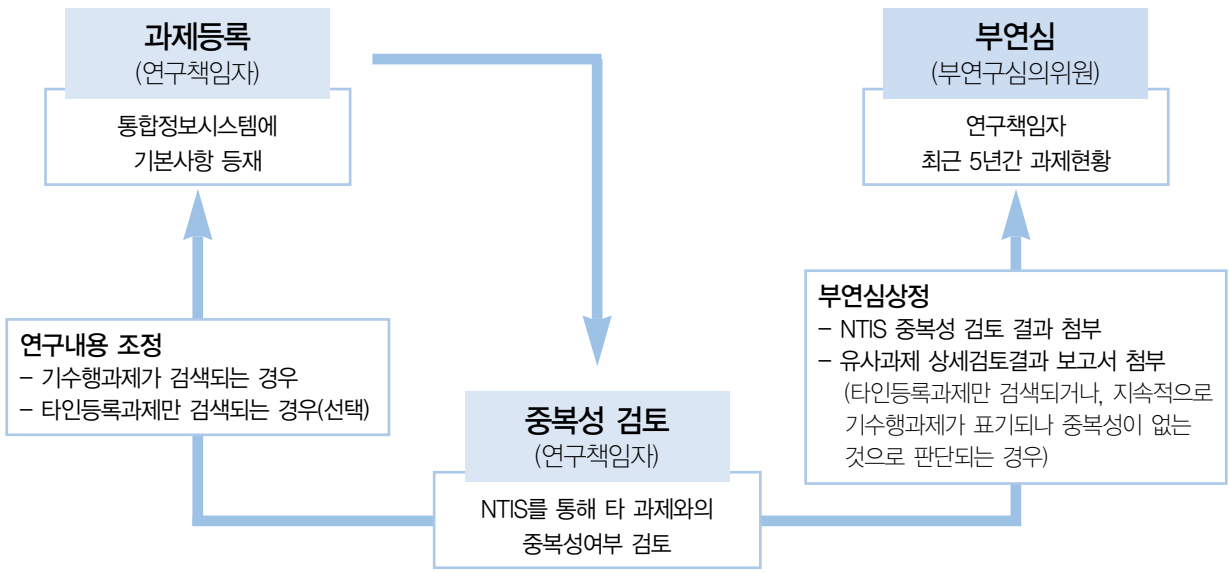 과제등록
(연구책임자)
통합정보시스템에
기본사항 등재
부연심
(부연구심의위원)
연구책임자
최근 5년간 과제현황
연구내용 조정
– 기수행과제가 검색되는 경우
– 타인등록과제만 검색되는 경우(선택)
부연심상정
– NTIS 중복성 검토 결과 첨부
– 유사과제 상세검토결과 보고서 첨부
(타인등록과제만 검색되거나, 지속적으로
기수행과제가 표기되나 중복성이 없는
것으로 판단되는 경우)
중복성 검토
(연구책임자)
NTIS를 통해 타 과제와의
중복성여부 검토